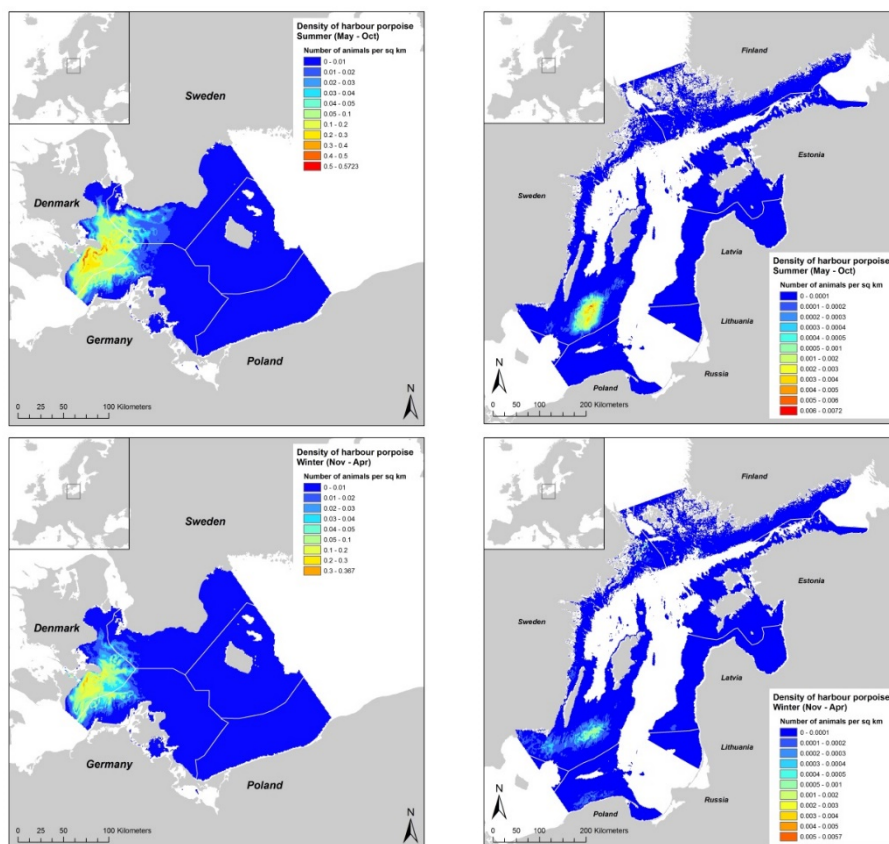 Density of harbour porpoise
Summer (May - Oct)
Number of animals per sq km
0 - 0.01
0.01 - 0.02
0.02 - 0.03
0.03 - 0.04
0.04 - 0.05
0.05 - 0.1
0.1 - 0.2
0.2 - 0.3
0.3 - 0.4
0.4 - 0.5
0.5 - 0.5723
Sweden
Denmark
Germany
Poland
N
0 25 50 100 Kilometers
Finland
Sweden
Estonia
Latvia
Lithuania
Russia
Poland
Density of harbour porpoise
Summer (May - Oct)
Number of animals per sq km
0 - 0.0001
0.0001 - 0.0002
0.0002 - 0.0003
0.0003 - 0.0004
0.0004 - 0.0005
0.0005 - 0.001
0.001 - 0.002
0.002 - 0.003
0.003 - 0.004
0.004 - 0.005
0.005 - 0.006
0.006 - 0.0072
N
0 50 100 200 Kilometers
Density of harbour porpoise
Winter (Nov - Apr)
Number of animals per sq km
0 - 0.01
0.01 - 0.02
0.02 - 0.03
0.03 - 0.04
0.04 - 0.05
0.05 - 0.1
0.1 - 0.2
0.2 - 0.3
0.3 - 0.367
Sweden
Denmark
Germany
Poland
N
0 25 50 100 Kilometers
Finland
Sweden
Estonia
Latvia
Lithuania
Russia
Poland
Density of harbour porpoise
Winter (Nov - Apr)
Number of animals per sq km
0 - 0.0001
0.0001 - 0.0002
0.0002 - 0.0003
0.0003 - 0.0004
0.0004 - 0.0005
0.0005 - 0.001
0.001 - 0.002
0.002 - 0.003
0.003 - 0.004
0.004 - 0.005
0.005 - 0.0057
N
0 50 100 200 Kilometers